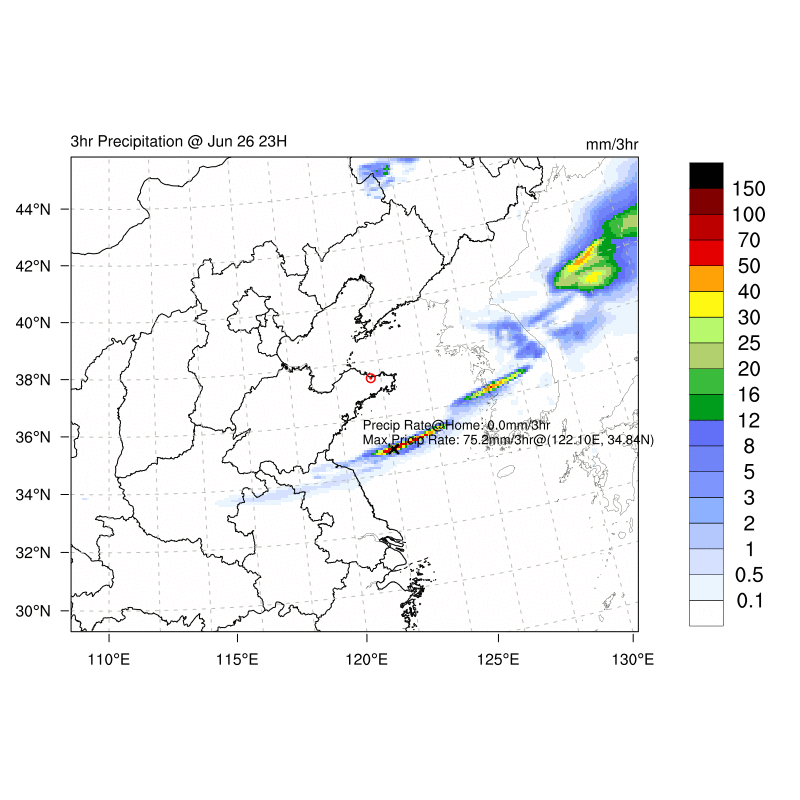 3hr Precipitation @ Jun 26 23H
mm/3hr
44°N
42°N
40°N
38°N
36°N
34°N
32°N
30°N
Precip Rate@Home: 0.0mm/3hr
Max Pricip Rate: 75.2mm/3hr@(122.10E, 34.84N)
110°E
115°E
120°E
125°E
130°E
150
100
70
50
40
30
25
20
16
12
8
5
3
2
1
0.5
0.1